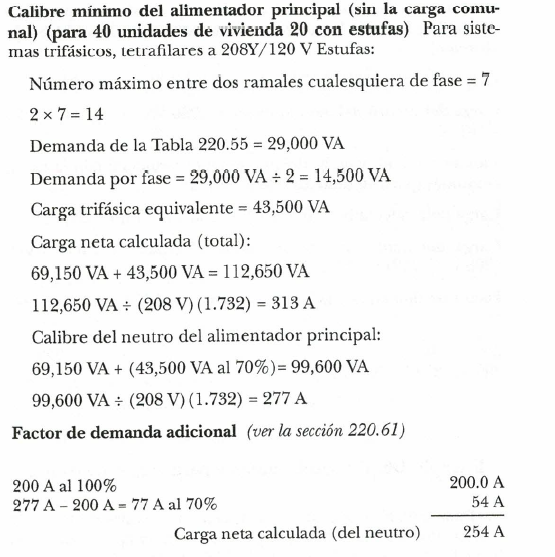 Calibre mínimo del alimentador principal (sin la carga comu-
nal) (para 40 unidades de vivienda 20 con estufas) Para siste-
mas trifásicos, tetrafilares a 208Y/120 V Estufas:
Número máximo entre dos ramales cualesquiera de fase = 7
2 × 7 = 14
Demanda de la Tabla 220.55 = 29,000 VA
Demanda por fase = 29,000 VA ÷ 2 = 14,500 VA
Carga trifásica equivalente = 43,500 VA
Carga neta calculada (total):
69,150 VA + 43,500 VA = 112,650 VA
112,650 VA ÷ (208 V) (1.732) = 313 A
Calibre del neutro del alimentador principal:
69,150 VA + (43,500 VA al 70%)= 99,600 VA
99,600 VA ÷ (208 V) (1.732) = 277 A
Factor de demanda adicional (ver la sección 220.61)
200 A al 100% 200.0 A
277 A – 200 A = 77 A al 70% 54 A
Carga neta calculada (del neutro) 254 A